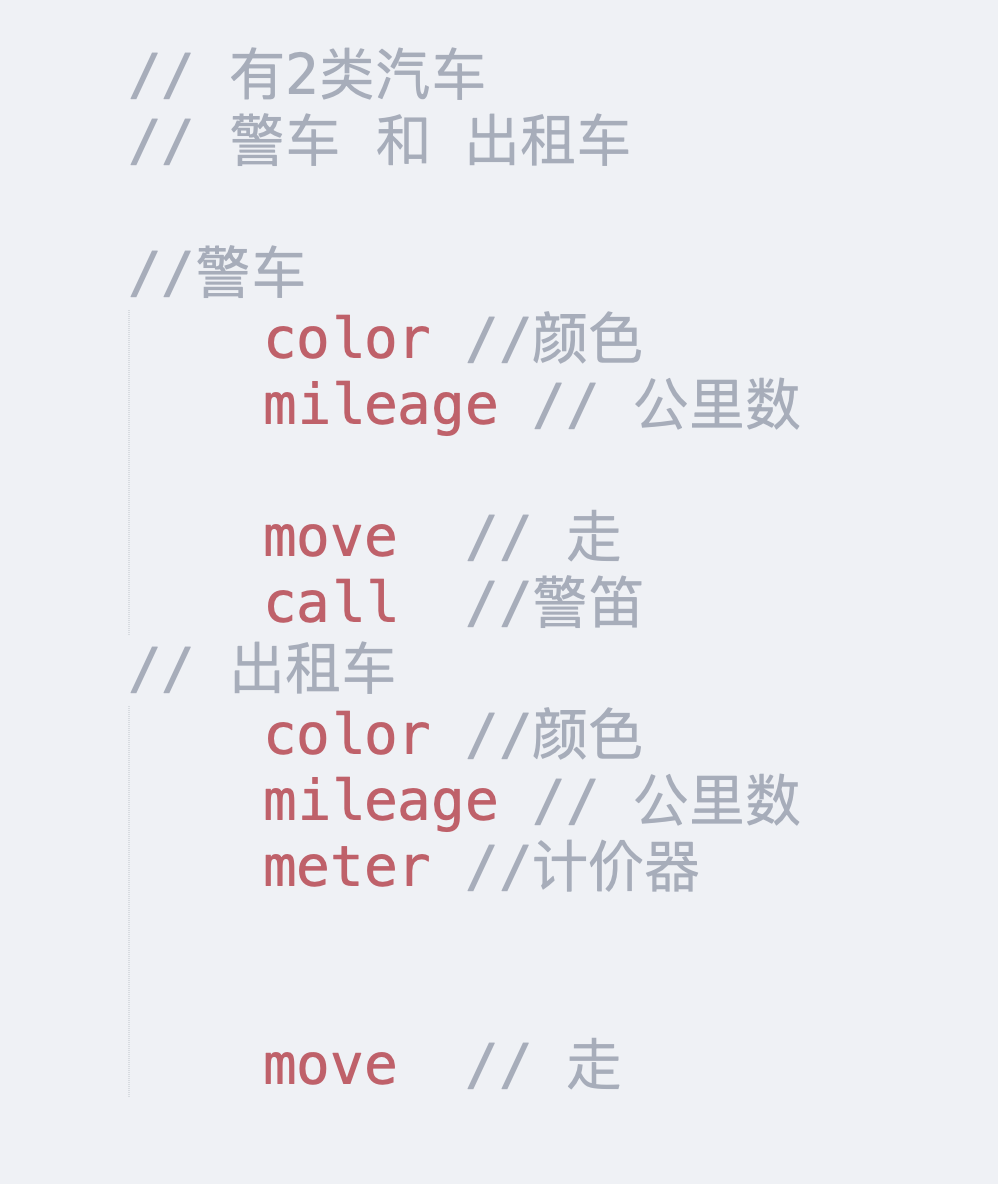 // 有2类汽车
// 警车 和 出租车
//警车
color //颜色
mileage // 公里数
move  // 走
call  //警笛
// 出租车
color //颜色
mileage // 公里数
meter //计价器
move  // 走